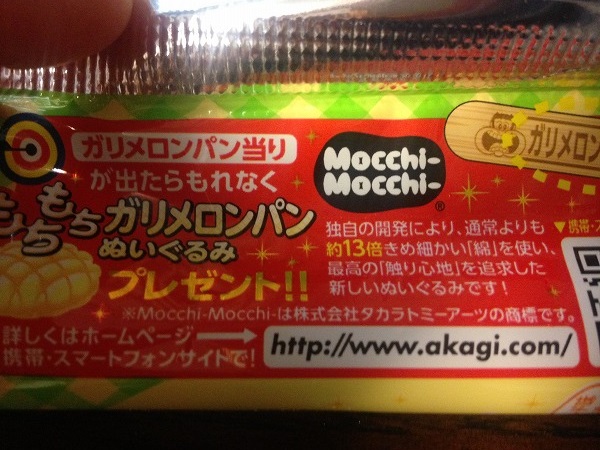 ガリメロンパン当り
が出たらもれなく
もちもち
ガリメロンパン
ぬいぐるみ
プレゼント!!
Mocchi-
Mocchi-
®
ガリメロン
独自の開発により、通常よりも
約13倍きめ細かい「綿」を使い、
最高の「触り心地」を追求した
新しいぬいぐるみです!
※Mocchi-Mocchi-は株式会社タカラトミーアーツの商標です。
▼携帯・ス
詳しくはホームページ
携帯・スマートフォンサイトで!
http://www.akagi.com/